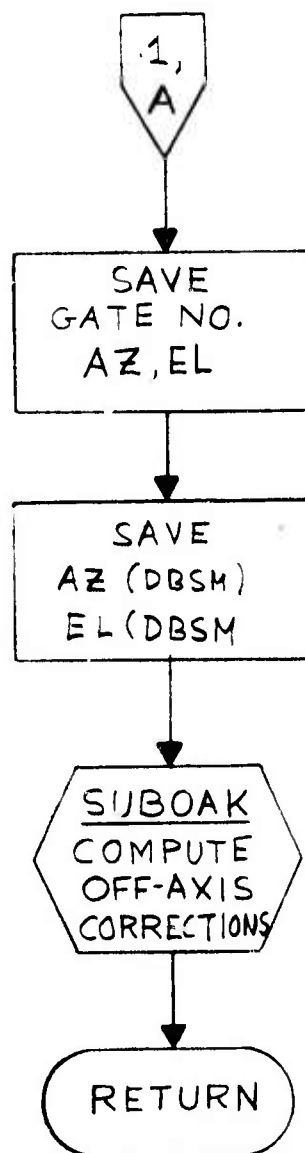 1,
A
SAVE
GATE NO.
AZ, EL
SAVE
AZ (DBSM)
EL (DBSM
SUBOAK
COMPUTE
OFF-AXIS
CORRECTIONS
RETURN